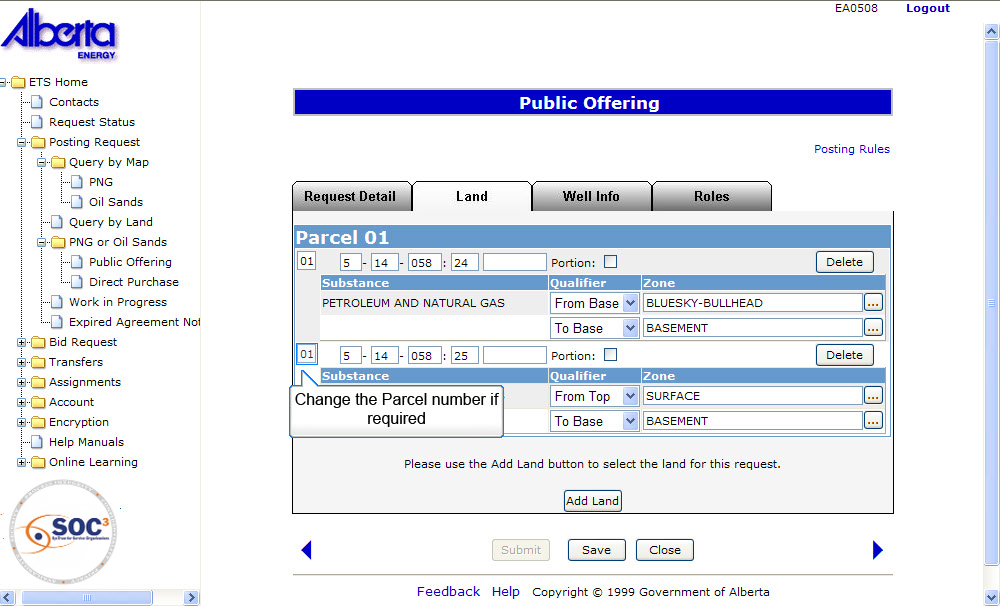 EA0508 Logout
Alberta
ENERGY
ETS Home
Contacts
Request Status
Posting Request
Query by Map
PNG
Oil Sands
Query by Land
PNG or Oil Sands
Public Offering
Direct Purchase
Work in Progress
Expired Agreement Not
Bid Request
Transfers
Assignments
Account
Encryption
Help Manuals
Online Learning
SOC3
Public Offering
Posting Rules
Request Detail Land Well Info Roles
Parcel 01
01 5 - 14 - 058 : 24 Portion: Delete
Substance Qualifier Zone
PETROLEUM AND NATURAL GAS From Base BLUESKY-BULLHEAD ...
To Base BASEMENT ...
01 5 - 14 - 058 : 25 Portion: Delete
Substance Qualifier Zone
From Top SURFACE ...
To Base BASEMENT ...
Change the Parcel number if
required
Please use the Add Land button to select the land for this request.
Add Land
Submit Save Close
Feedback Help Copyright © 1999 Government of Alberta